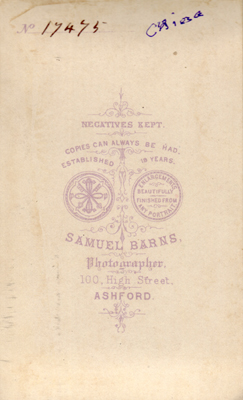 No 17475
China
NEGATIVES KEPT.
COPIES CAN ALWAYS BE HAD.
ESTABLISHED 18 YEARS.
ENLARGEMENTS
BEAUTIFULLY
FINISHED FROM
ANY PORTRAIT
SAMUEL BARNS,
Photographer,
100, High Street,
ASHFORD.